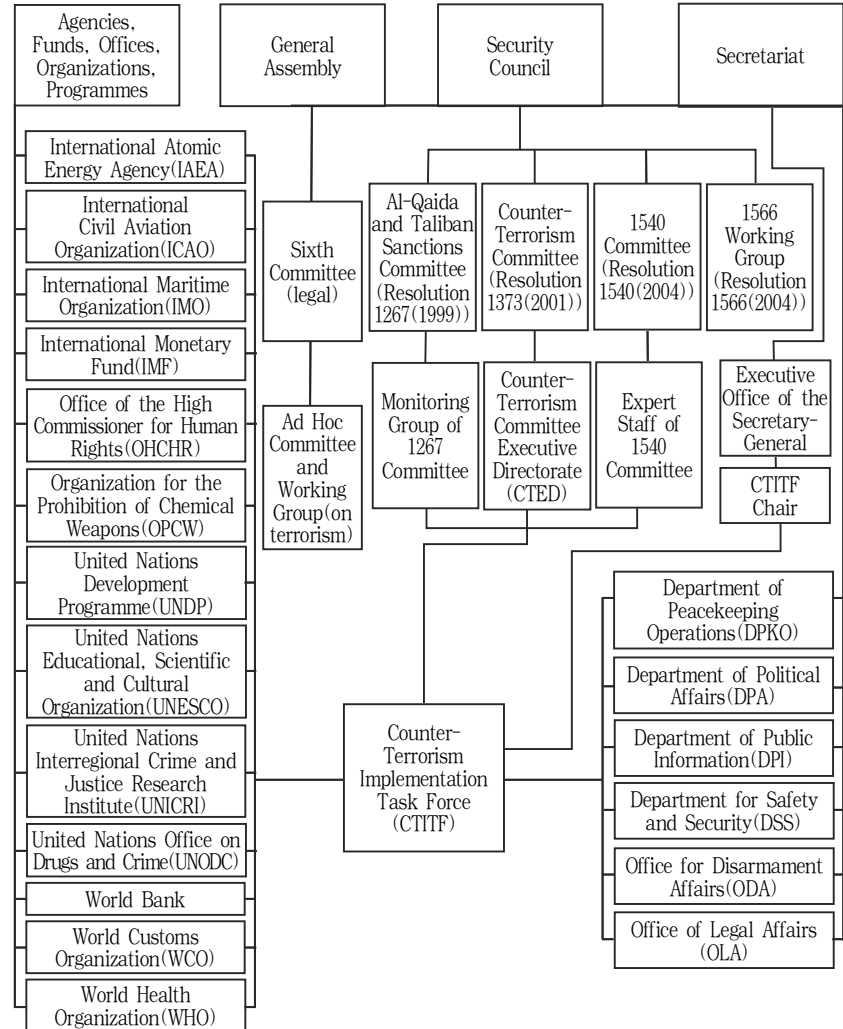 Agencies,
Funds, Offices,
Organizations,
Programmes
General
Assembly
Security
Council
Secretariat
International Atomic
Energy Agency(IAEA)
International
Civil Aviation
Organization(ICAO)
International Maritime
Organization(IMO)
International Monetary
Fund(IMF)
Office of the High
Commissioner for Human
Rights(OHCHR)
Organization for the
Prohibition of Chemical
Weapons(OPCW)
United Nations
Development
Programme(UNDP)
United Nations
Educational, Scientific
and Cultural
Organization(UNESCO)
United Nations
Interregional Crime and
Justice Research
Institute(UNICRI)
United Nations Office on
Drugs and Crime(UNODC)
World Bank
World Customs
Organization(WCO)
World Health
Organization(WHO)
Sixth
Committee
(legal)
Ad Hoc
Committee
and
Working
Group(on
terrorism)
Al-Qaida
and Taliban
Sanctions
Committee
(Resolution
1267(1999))
Counter-
Terrorism
Committee
(Resolution
1373(2001))
1540
Committee
(Resolution
1540(2004))
1566
Working
Group
(Resolution
1566(2004))
Monitoring
Group of
1267
Committee
Counter-
Terrorism
Committee
Executive
Directorate
(CTED)
Expert
Staff of
1540
Committee
Executive
Office of the
Secretary-
General
CTITF
Chair
Counter-
Terrorism
Implementation
Task Force
(CTITF)
Department of
Peacekeeping
Operations(DPKO)
Department of Political
Affairs(DPA)
Department of Public
Information(DPI)
Department for Safety
and Security(DSS)
Office for Disarmament
Affairs(ODA)
Office of Legal Affairs
(OLA)